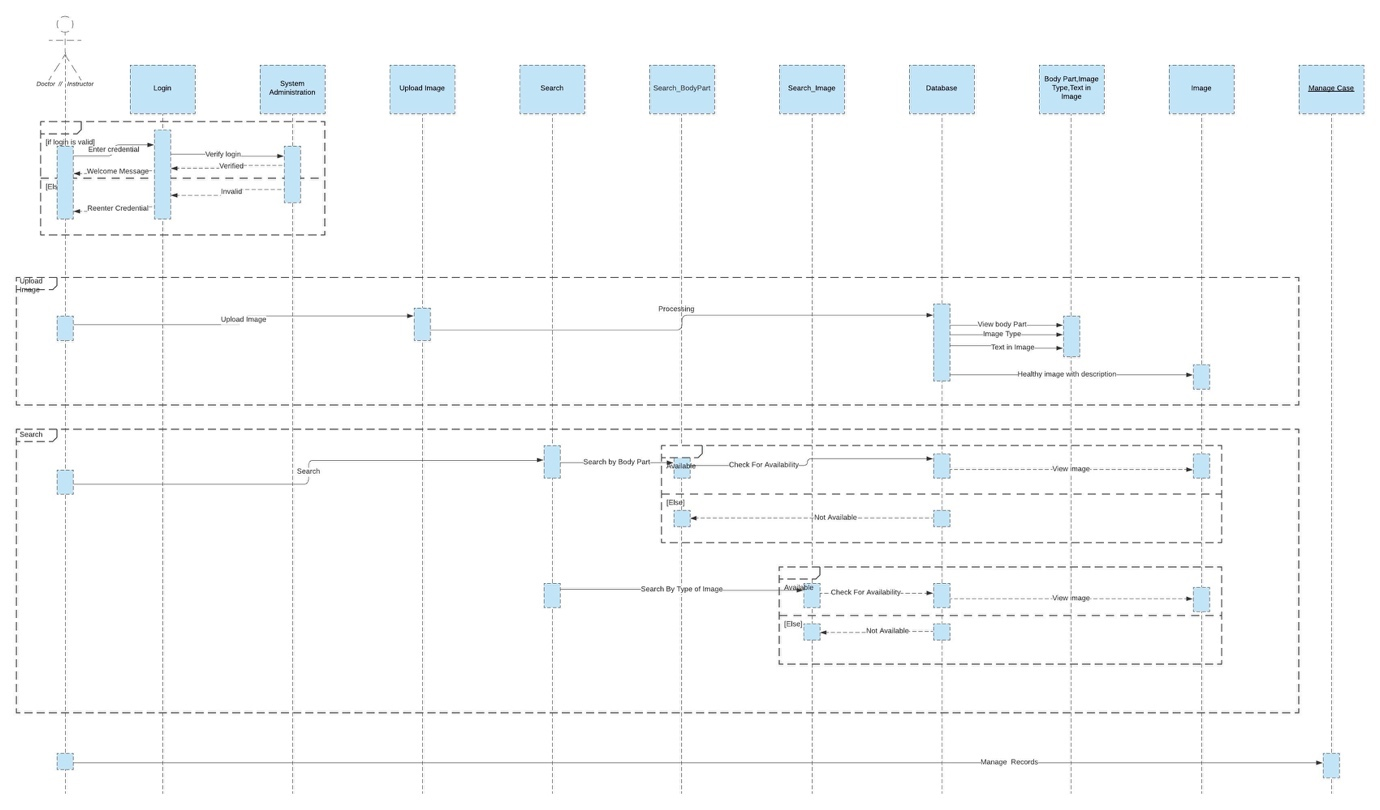 Doctor // Instructor
Login
System
Administration
Upload Image
Search
Search_BodyPart
Search_Image
Database
Body Part,Image
Type,Text in
Image
Image
Manage Case
[if login is valid]
Enter credential
Verify login
Verified
Welcome Message
[Els
Invalid
Reenter Credential
Upload
Image
Upload Image
Processing
View body Part
Image Type
Text in Image
Healthy image with description
Search
Search
Search by Body Part
Available
Check For Availability
View image
[Else]
Not Available
Search By Type of Image
Available
Check For Availability
View image
[Else]
Not Available
Manage Records